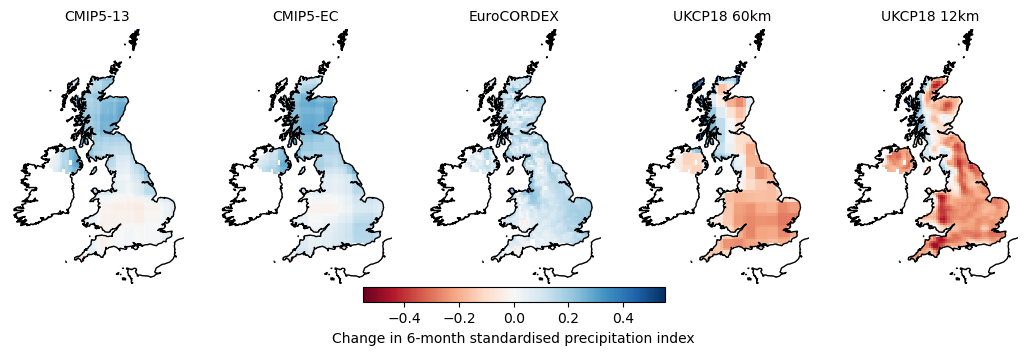 CMIP5-13 CMIP5-EC EuroCORDEX UKCP18 60km UKCP18 12km
−0.4 −0.2 0.0 0.2 0.4
Change in 6-month standardised precipitation index